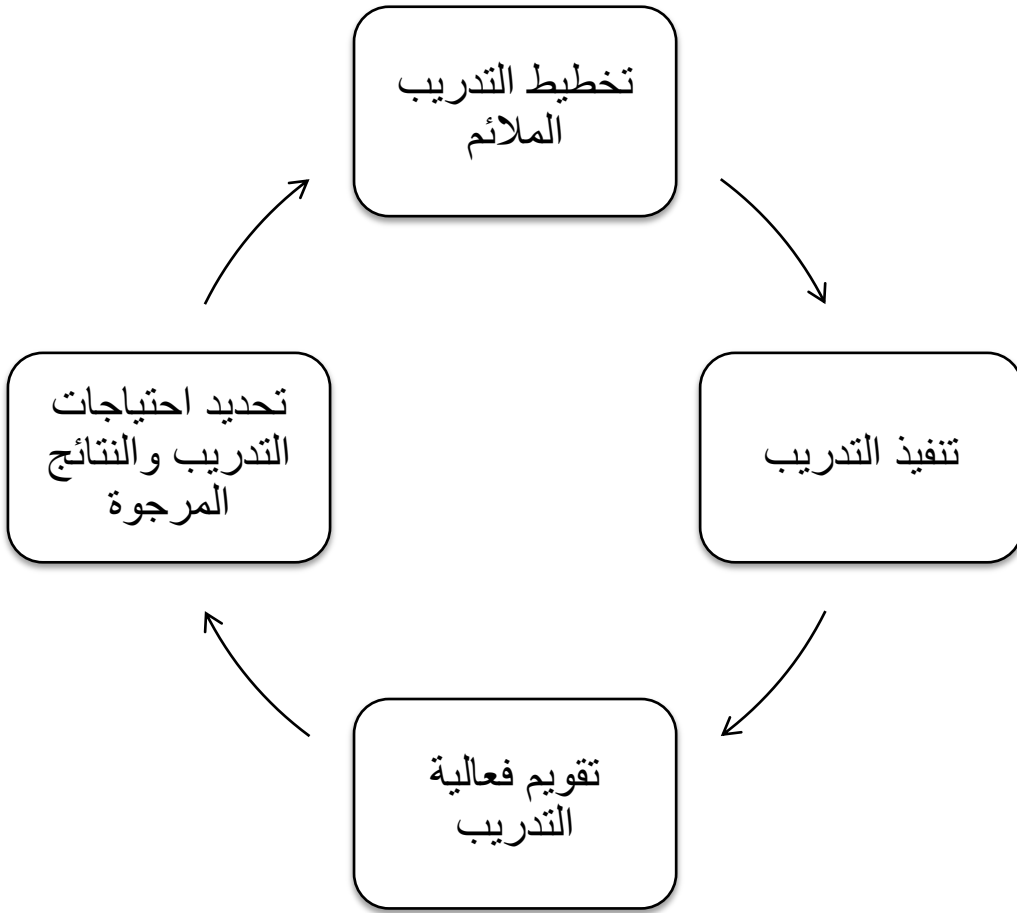 تخطيط التدريب
الملائم
تنفيذ التدريب
تحديد احتياجات
التدريب والنتائج
المرجوة
تقويم فعالية
التدريب